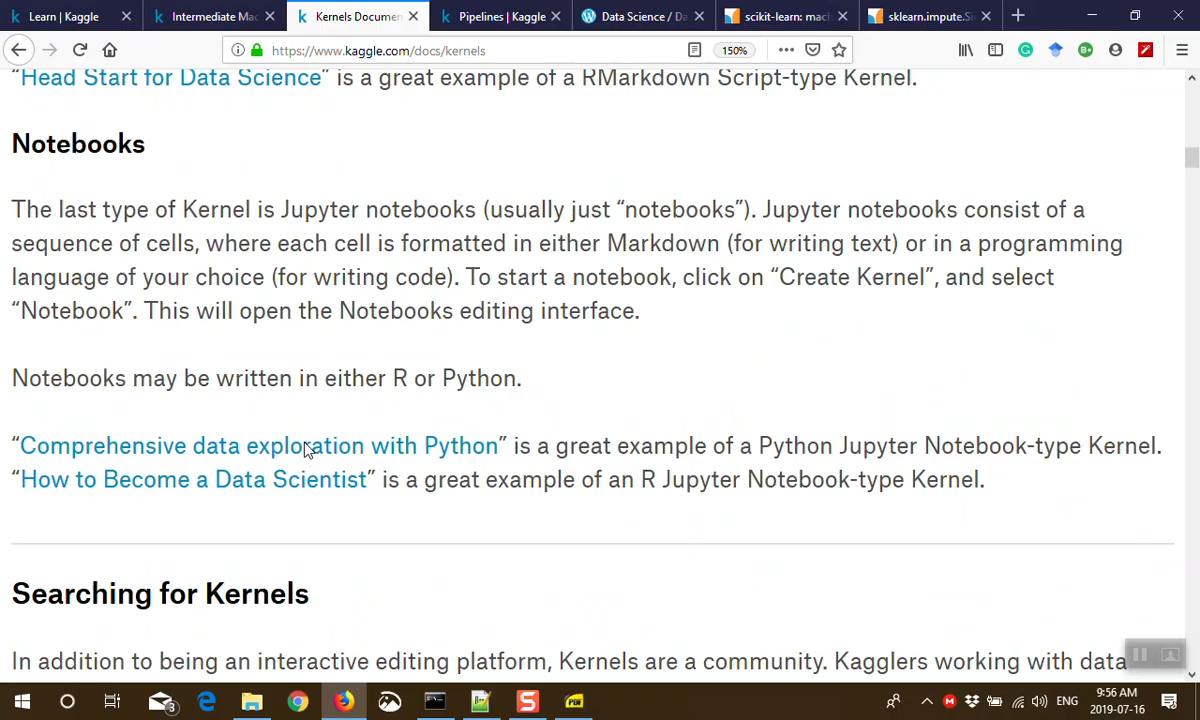 Learn | Kaggle
Intermediate Mac
Kernels Documen
Pipelines | Kaggle
Data Science / Da
scikit-learn: mach
sklearn.impute.Si
https://www.kaggle.com/docs/kernels
150%
“Head Start for Data Science” is a great example of a RMarkdown Script-type Kernel.
Notebooks
The last type of Kernel is Jupyter notebooks (usually just “notebooks”). Jupyter notebooks consist of a
sequence of cells, where each cell is formatted in either Markdown (for writing text) or in a programming
language of your choice (for writing code). To start a notebook, click on “Create Kernel”, and select
“Notebook”. This will open the Notebooks editing interface.
Notebooks may be written in either R or Python.
“Comprehensive data exploration with Python” is a great example of a Python Jupyter Notebook-type Kernel.
“How to Become a Data Scientist” is a great example of an R Jupyter Notebook-type Kernel.
Searching for Kernels
In addition to being an interactive editing platform, Kernels are a community. Kagglers working with data
3
ENG
9:56 AM
2019-07-16